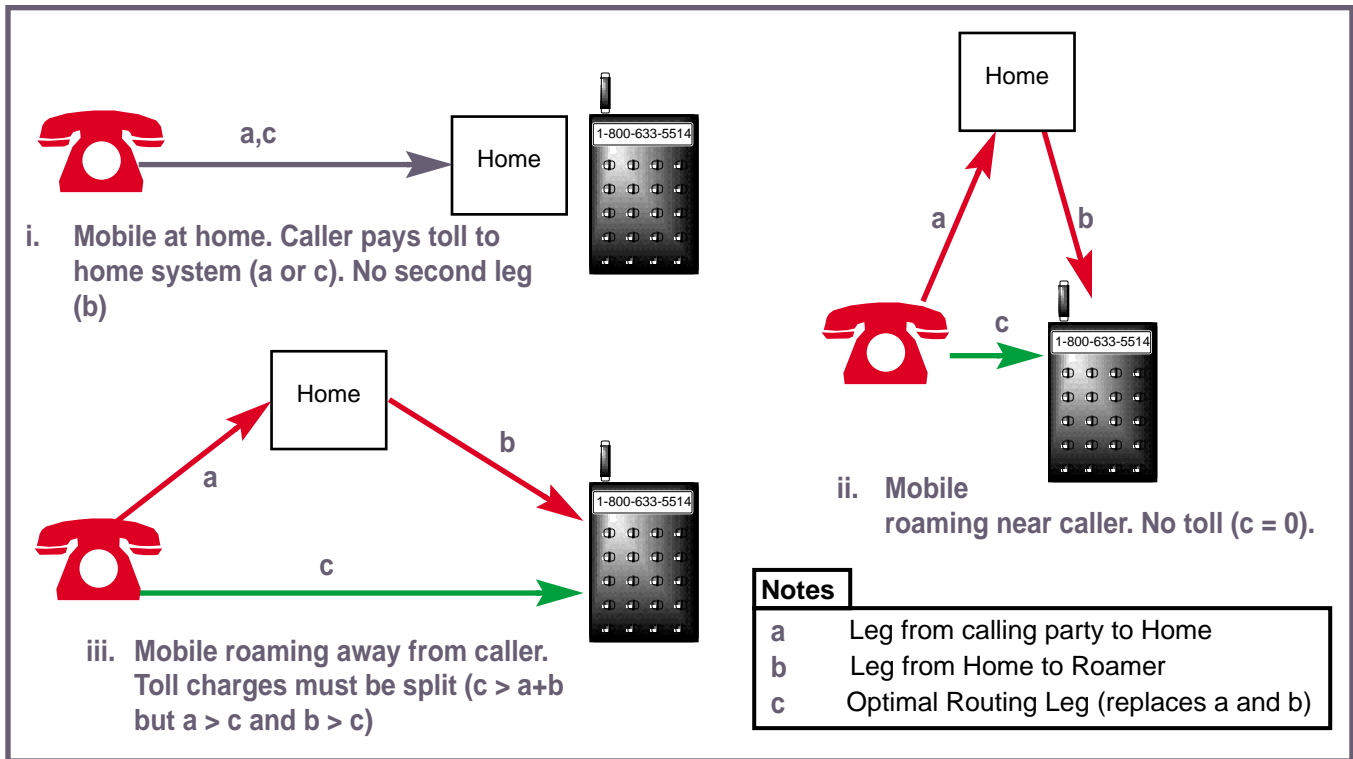 a,c
Home
1-800-633-5514
i. Mobile at home. Caller pays toll to
home system (a or c). No second leg
(b)
Home
a
b
c
1-800-633-5514
ii. Mobile
roaming near caller. No toll (c = 0).
Home
a
b
c
1-800-633-5514
iii. Mobile roaming away from caller.
Toll charges must be split (c > a+b
but a > c and b > c)
Notes
a Leg from calling party to Home
b Leg from Home to Roamer
c Optimal Routing Leg (replaces a and b)